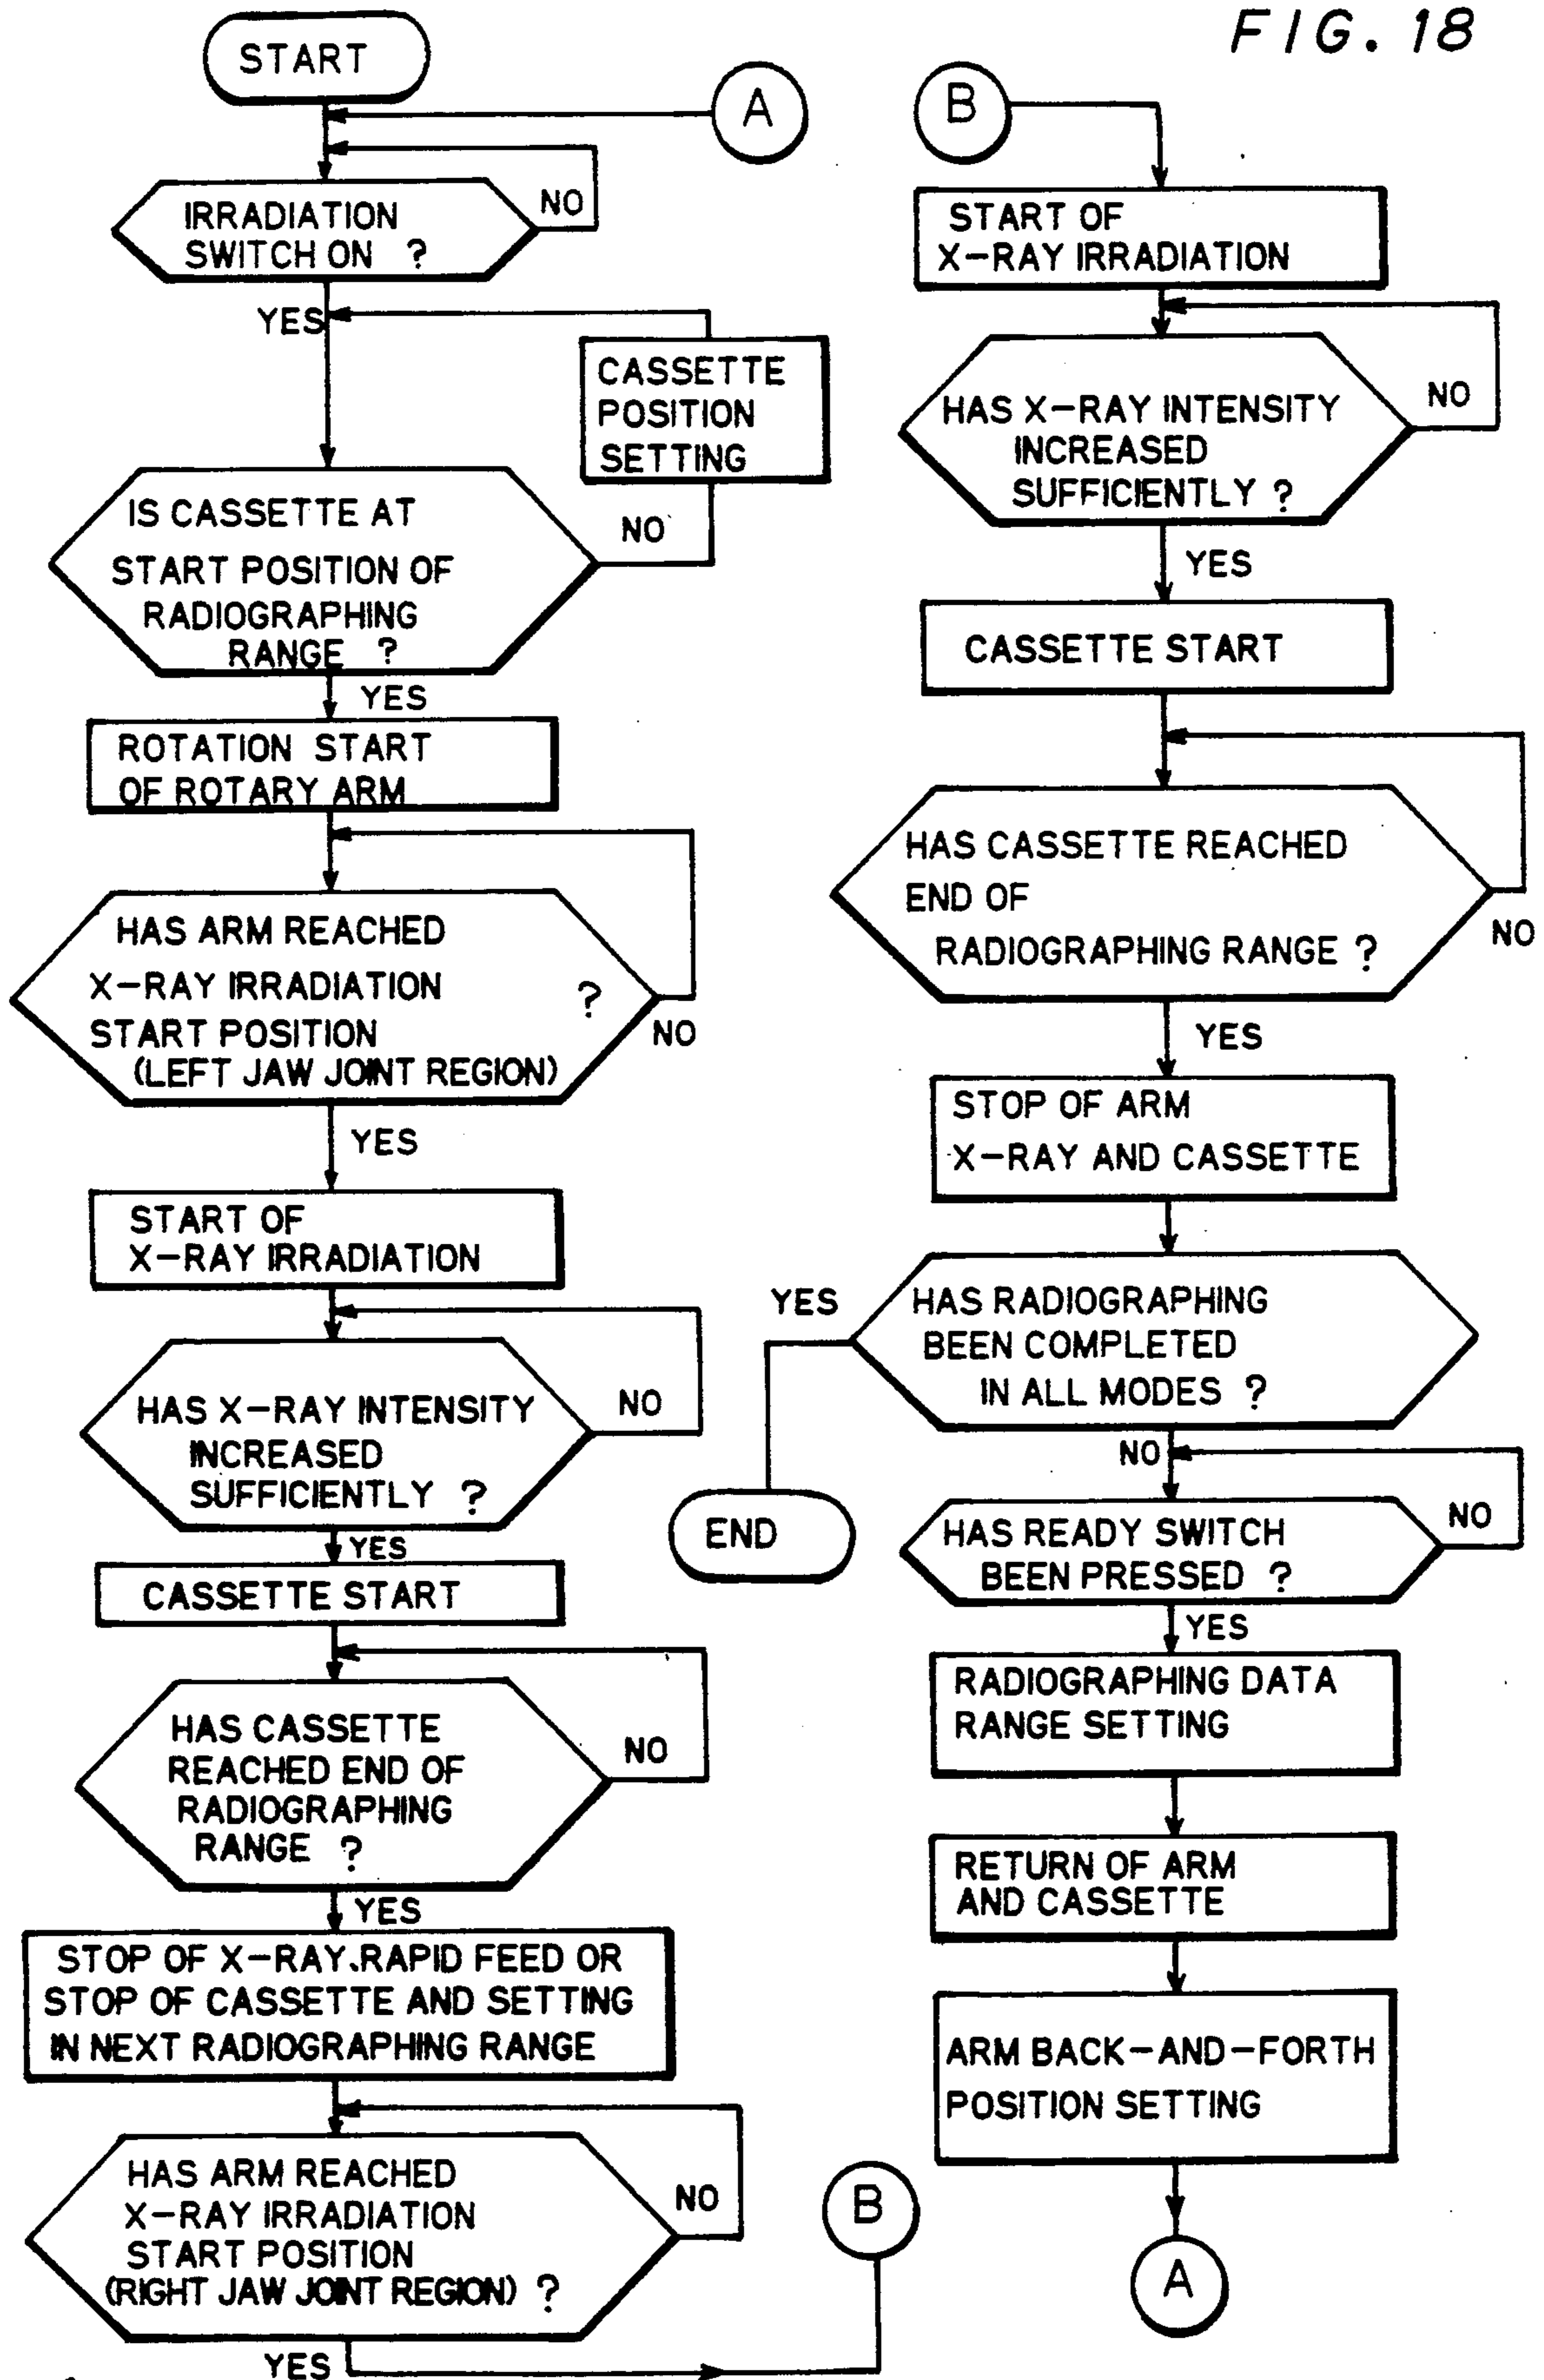 FIG. 18
START
A
IRRADIATION
SWITCH ON ?
NO
YES
CASSETTE
POSITION
SETTING
IS CASSETTE AT
START POSITION OF
RADIOGRAPHING
RANGE ?
NO
YES
ROTATION START
OF ROTARY ARM
HAS ARM REACHED
X-RAY IRRADIATION
START POSITION
(LEFT JAW JOINT REGION)
?
NO
YES
START OF
X-RAY IRRADIATION
HAS X-RAY INTENSITY
INCREASED
SUFFICIENTLY ?
NO
YES
CASSETTE START
HAS CASSETTE
REACHED END OF
RADIOGRAPHING
RANGE ?
NO
YES
STOP OF X-RAY.RAPID FEED OR
STOP OF CASSETTE AND SETTING
IN NEXT RADIOGRAPHING RANGE
HAS ARM REACHED
X-RAY IRRADIATION
START POSITION
(RIGHT JAW JOINT REGION) ?
NO
YES
B
B
START OF
X-RAY IRRADIATION
HAS X-RAY INTENSITY
INCREASED
SUFFICIENTLY ?
NO
YES
CASSETTE START
HAS CASSETTE REACHED
END OF
RADIOGRAPHING RANGE ?
NO
YES
STOP OF ARM
X-RAY AND CASSETTE
HAS RADIOGRAPHING
BEEN COMPLETED
IN ALL MODES ?
YES
END
NO
HAS READY SWITCH
BEEN PRESSED ?
NO
YES
RADIOGRAPHING DATA
RANGE SETTING
RETURN OF ARM
AND CASSETTE
ARM BACK-AND-FORTH
POSITION SETTING
A